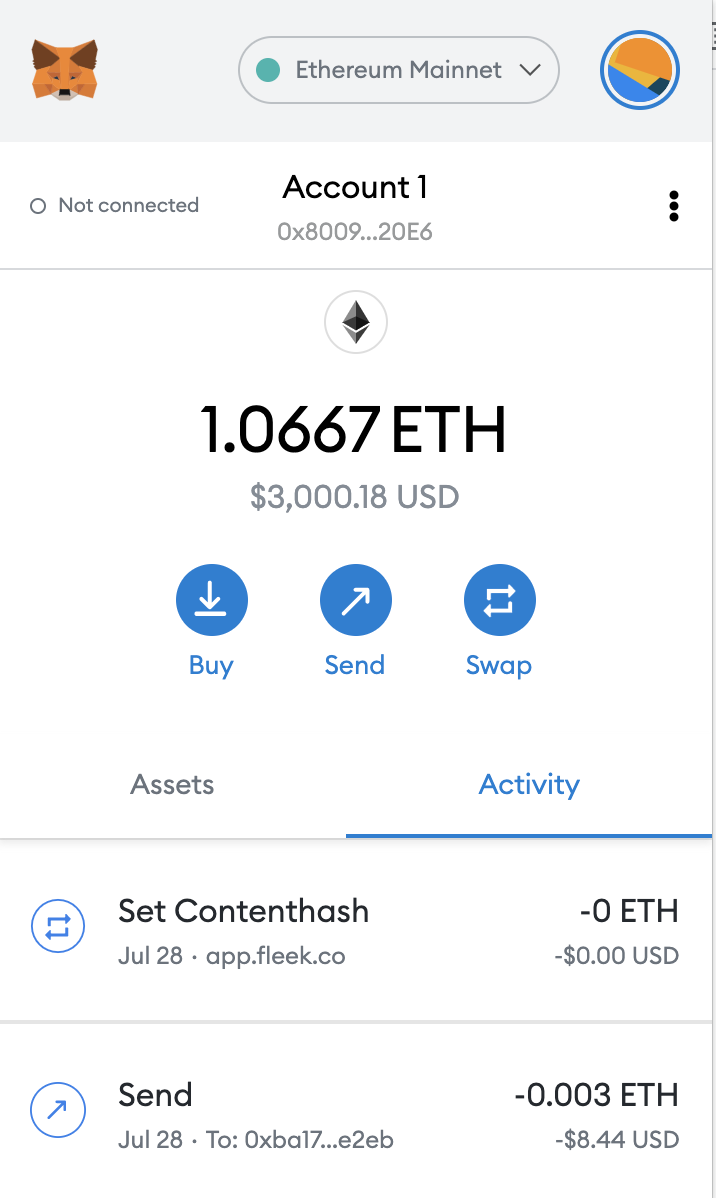 Ethereum Mainnet
Not connected
Account 1
0x8009...20E6
1.0667 ETH
$3,000.18 USD
Buy
Send
Swap
Assets
Activity
Set Contenthash
-0 ETH
Jul 28 · app.fleek.co
-$0.00 USD
Send
-0.003 ETH
Jul 28 · To: 0xba17...e2eb
-$8.44 USD